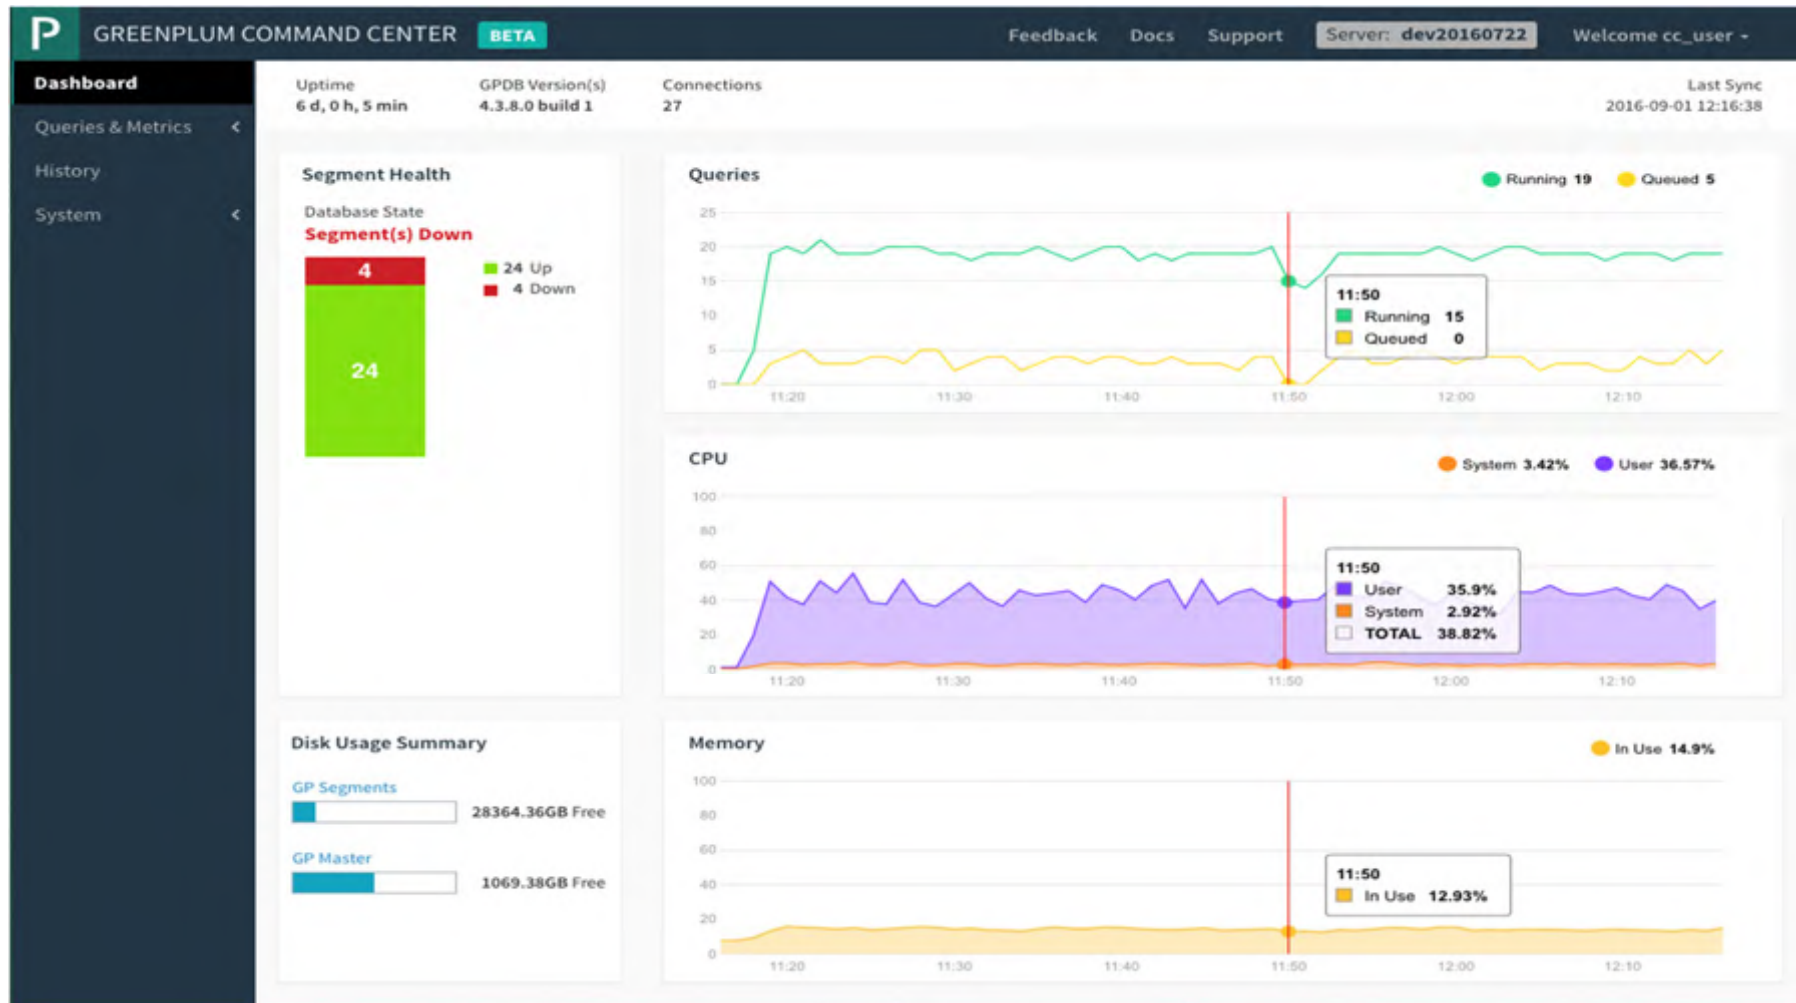 P GREENPLUM COMMAND CENTER BETA Feedback Docs Support Server: dev20160722 Welcome cc_user
Dashboard
Queries & Metrics
History
System
Uptime GPDB Version(s) Connections Last Sync
6 d, 0 h, 5 min 4.3.8.0 build 1 27 2016-09-01 12:16:38
Segment Health
Database State
Segment(s) Down
4
24
24 Up
4 Down
Queries
Running 19 Queued 5
25
20
15
10
5
0
11:20 11:30 11:40 11:50 12:00 12:10
11:50
Running 15
Queued 0
CPU
System 3.42% User 36.57%
100
80
60
40
20
0
11:20 11:30 11:40 11:50 12:00 12:10
11:50
User 35.9%
System 2.92%
TOTAL 38.82%
Disk Usage Summary
GP Segments
28364.36GB Free
GP Master
1069.38GB Free
Memory
In Use 14.9%
100
80
60
40
20
0
11:20 11:30 11:40 11:50 12:00 12:10
11:50
In Use 12.93%